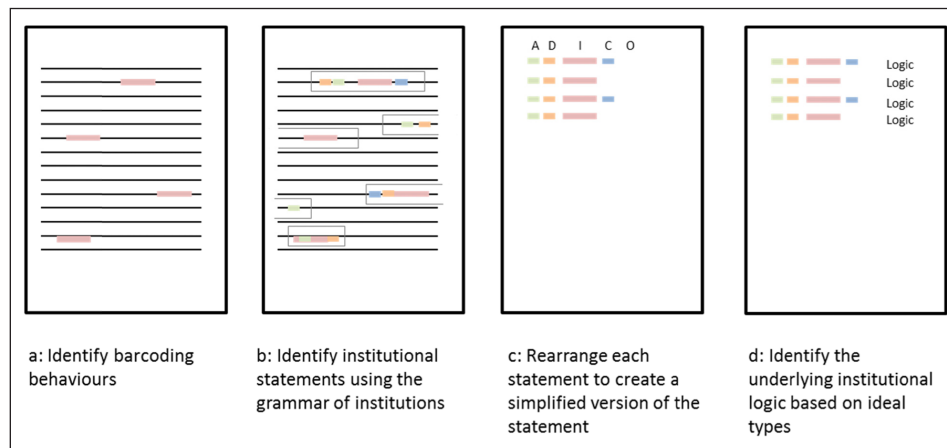 A D I C O
Logic
Logic
Logic
Logic
a: Identify barcoding
behaviours
b: Identify institutional
statements using the
grammar of institutions
c: Rearrange each
statement to create a
simplified version of the
statement
d: Identify the
underlying institutional
logic based on ideal
types